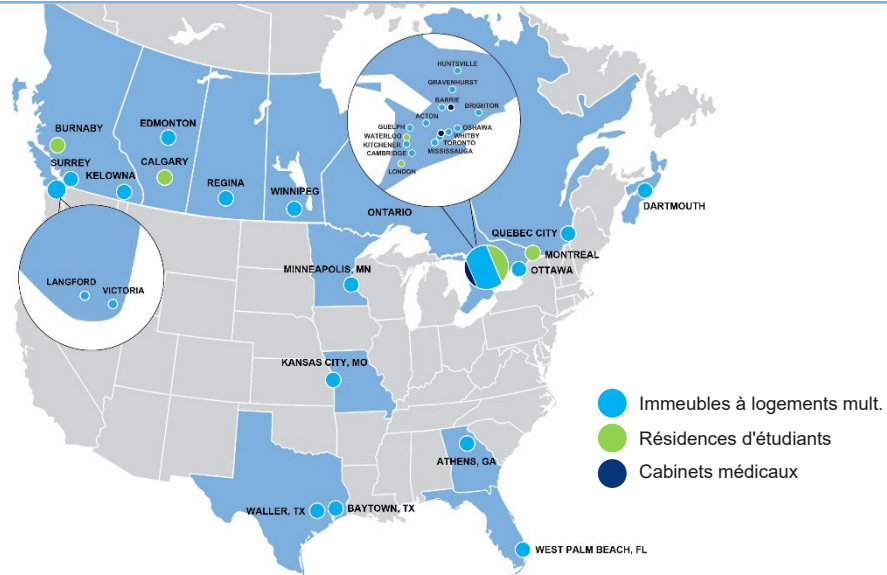 HUNTSVILLE
GRAVENHURST
BARRIE
BRIGHTON
ACTON
GUELPH
OSHAWA
WATERLOO
WHITBY
KITCHENER
TORONTO
CAMBRIDGE
MISSISSAUGA
LONDON
BURNABY
EDMONTON
SURREY
CALGARY
KELOWNA
REGINA
WINNIPEG
ONTARIO
DARTMOUTH
QUEBEC CITY
MONTREAL
OTTAWA
LANGFORD
VICTORIA
MINNEAPOLIS, MN
KANSAS CITY, MO
ATHENS, GA
WALLER, TX
BAYTOWN, TX
WEST PALM BEACH, FL
Immeubles à logements mult.
Résidences d'étudiants
Cabinets médicaux